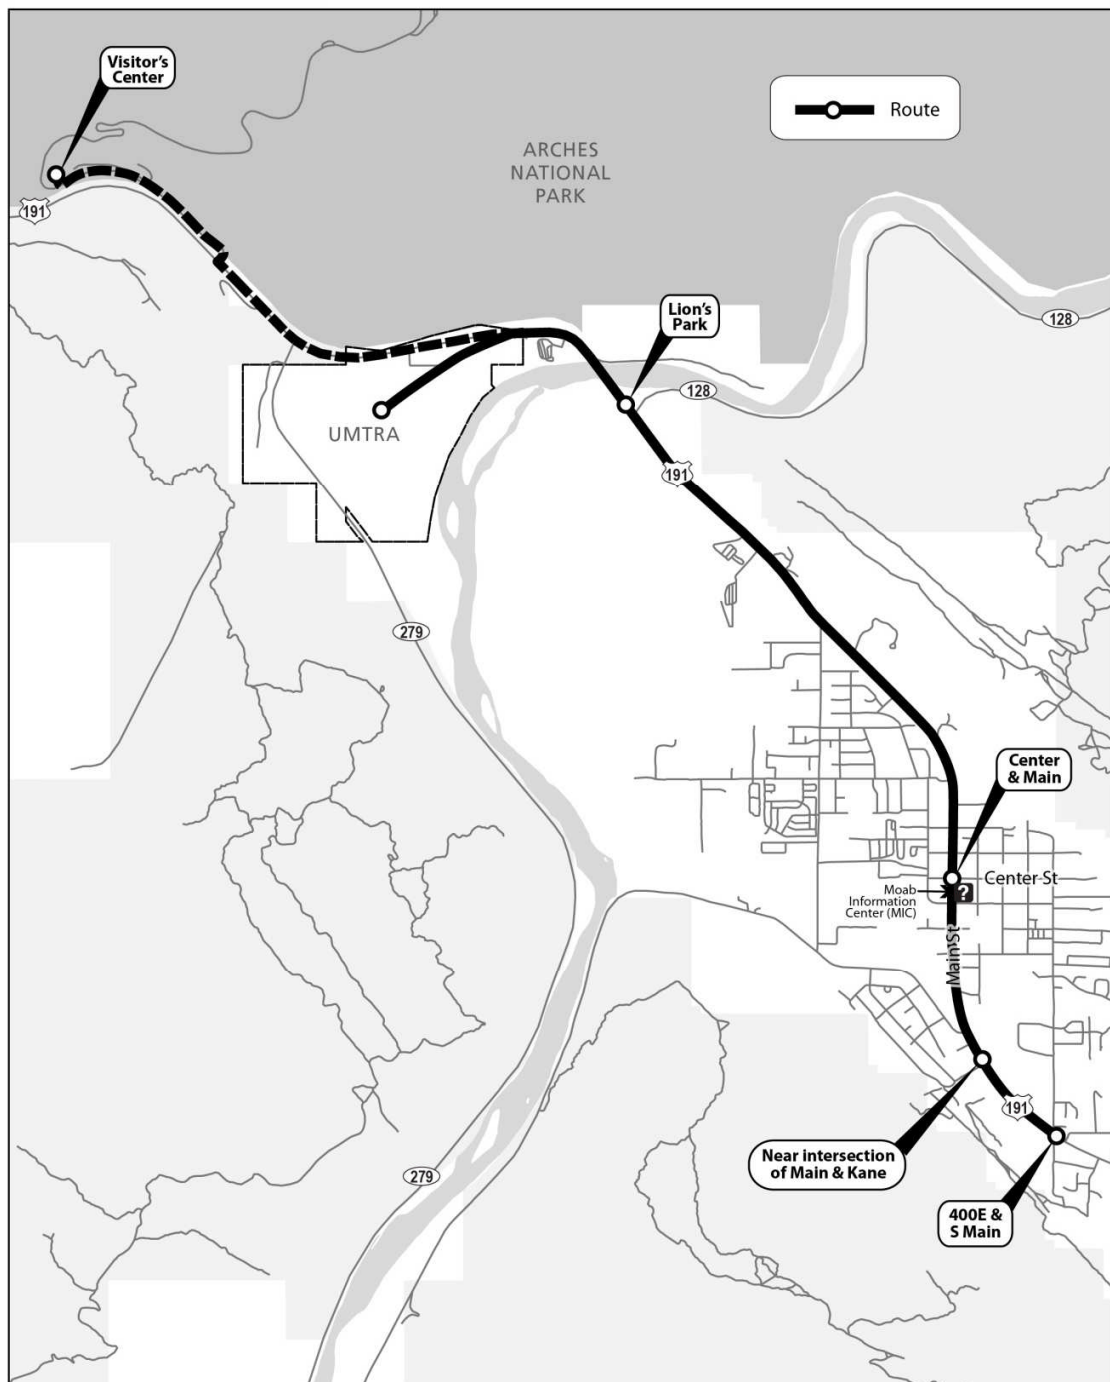 Visitor's
Center
Route
ARCHES
NATIONAL
PARK
191
Lion's
Park
128
128
UMTRA
191
279
Center
& Main
Center St
?
Moab
Information
Center (MIC)
Main St
191
Near intersection
of Main & Kane
279
400E &
S Main